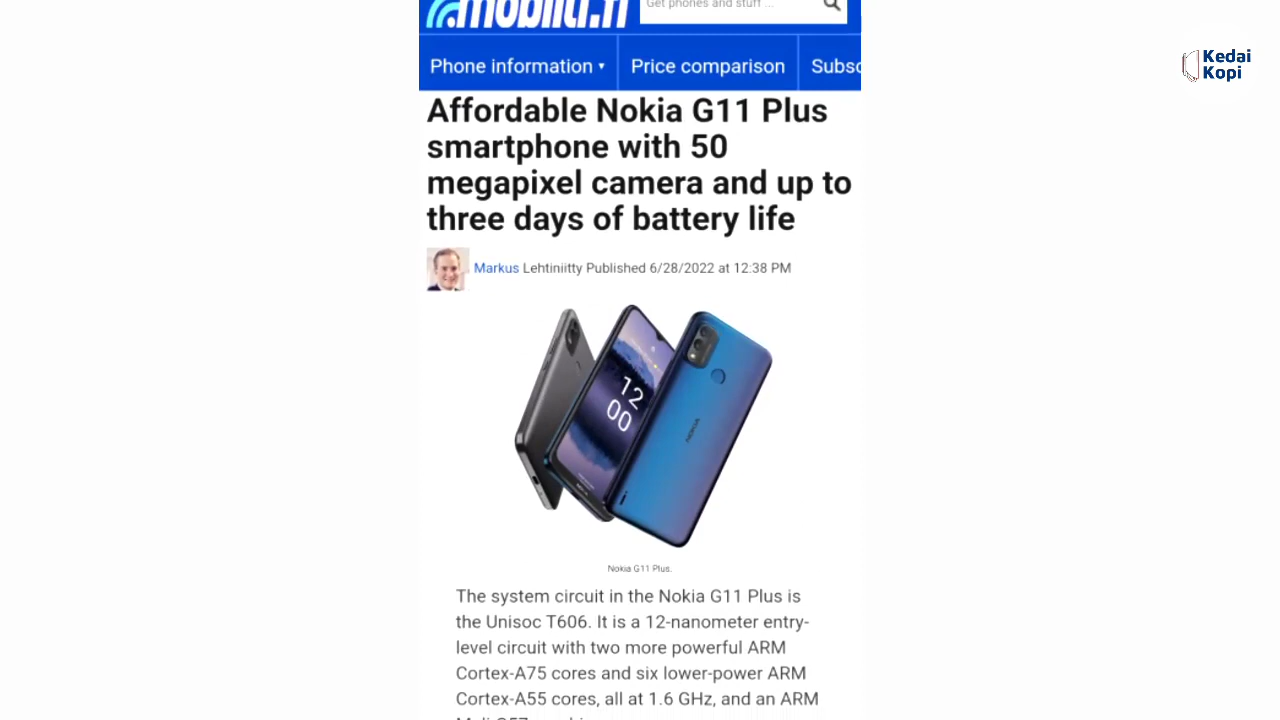 .mobiili.fi
Get phones and stuff ...
Phone information ▾
Price comparison
Subsc
Kedai
Kopi
Affordable Nokia G11 Plus
smartphone with 50
megapixel camera and up to
three days of battery life
Markus Lehtiniitty Published 6/28/2022 at 12:38 PM
12
00
NOKIA
Nokia G11 Plus.
The system circuit in the Nokia G11 Plus is
the Unisoc T606. It is a 12-nanometer entry-
level circuit with two more powerful ARM
Cortex-A75 cores and six lower-power ARM
Cortex-A55 cores, all at 1.6 GHz, and an ARM